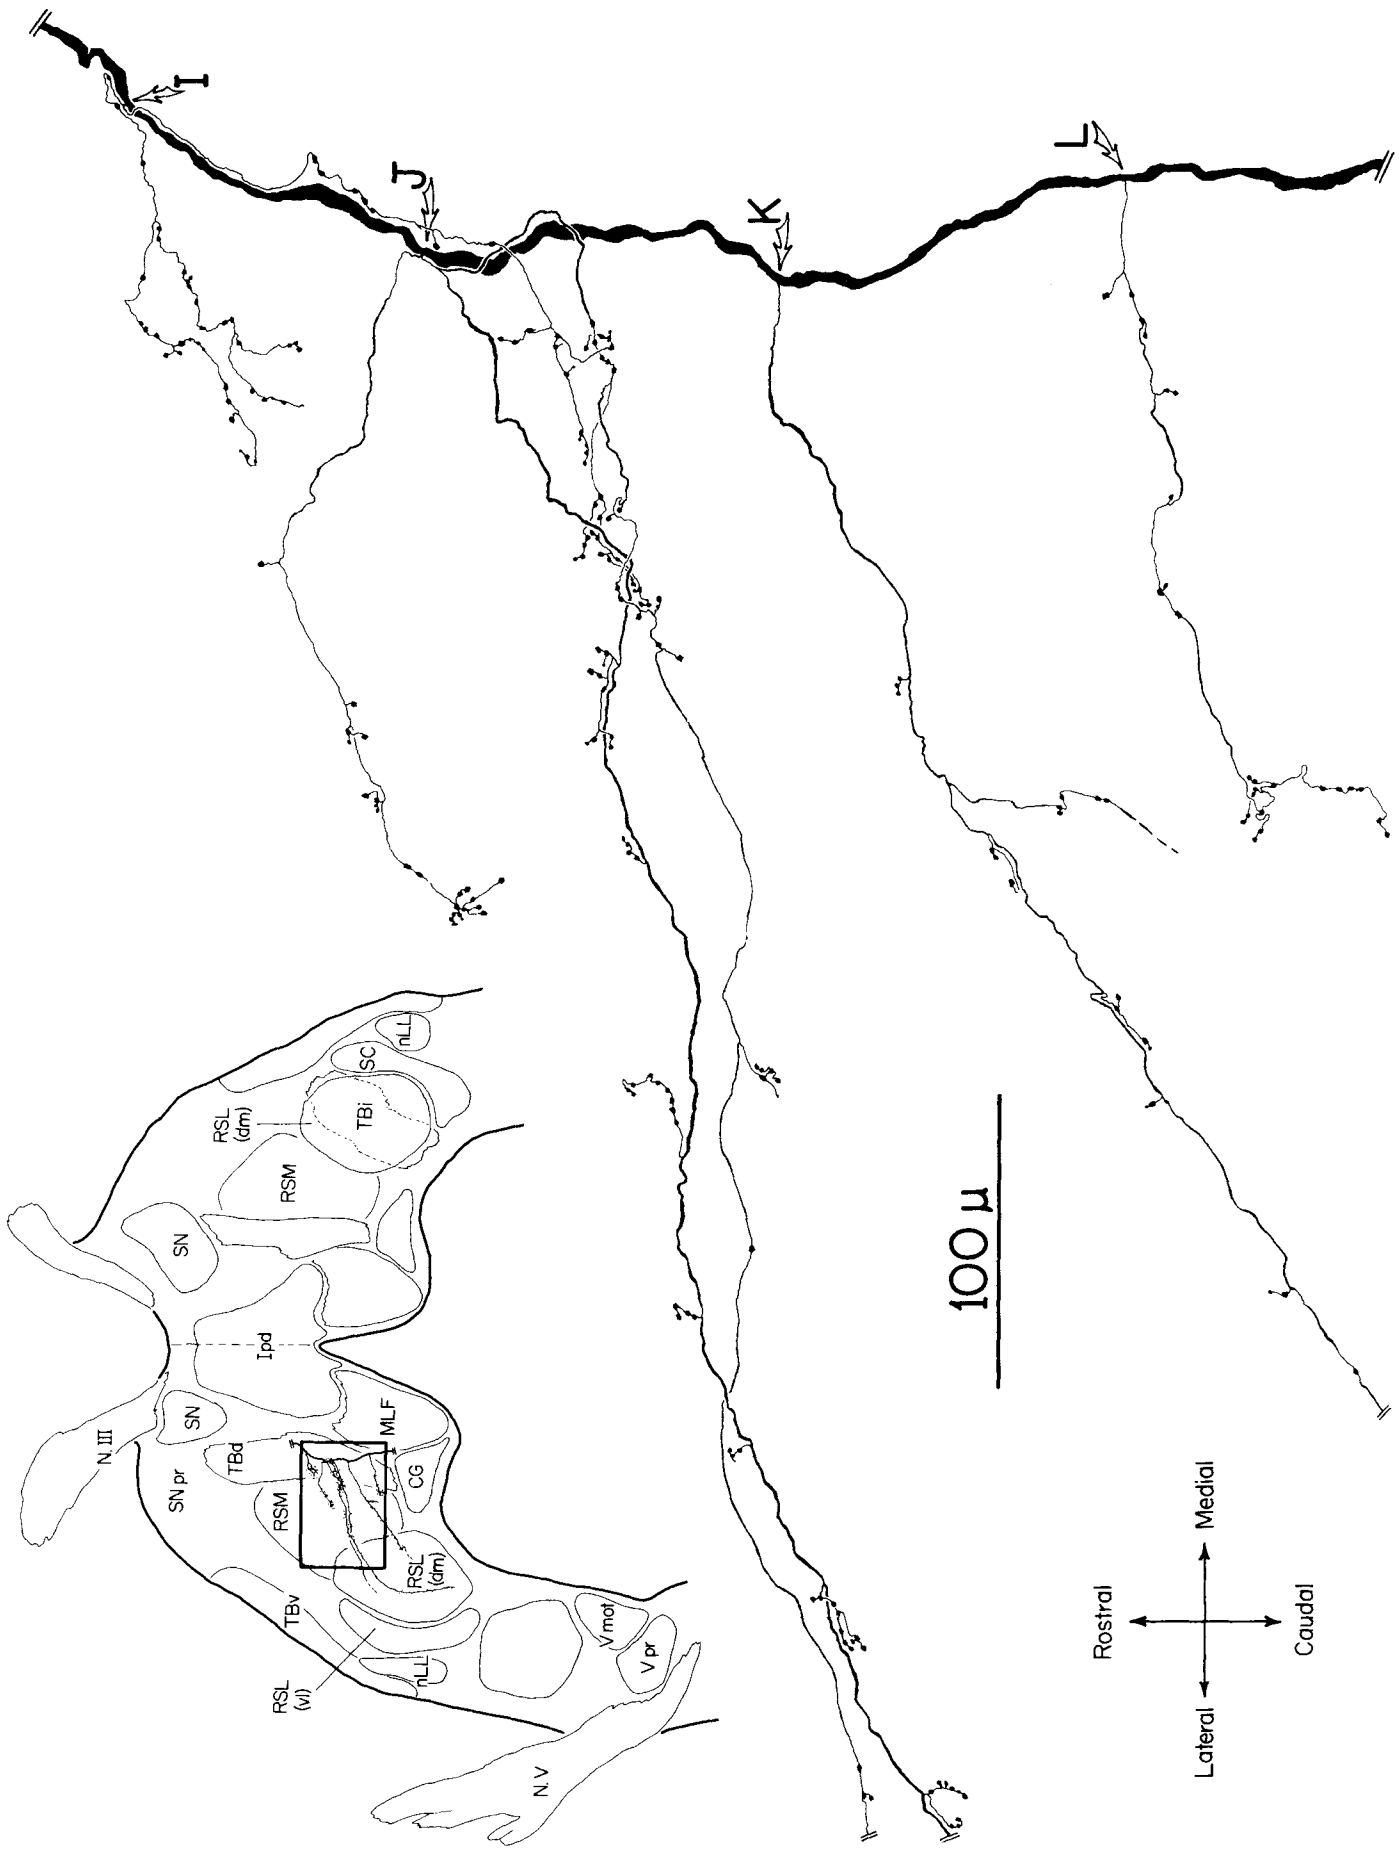 I
J
K
L
nLL
SC
RSL
(dm)
TBi
RSM
SN
Ipd
N. III
SN
MLF
TBd
SN pr
CG
RSM
RSL
(dm)
TBv
V mot
V pr
nLL
RSL
(vl)
N. V
100 µ
Rostral
Medial
Lateral
Caudal